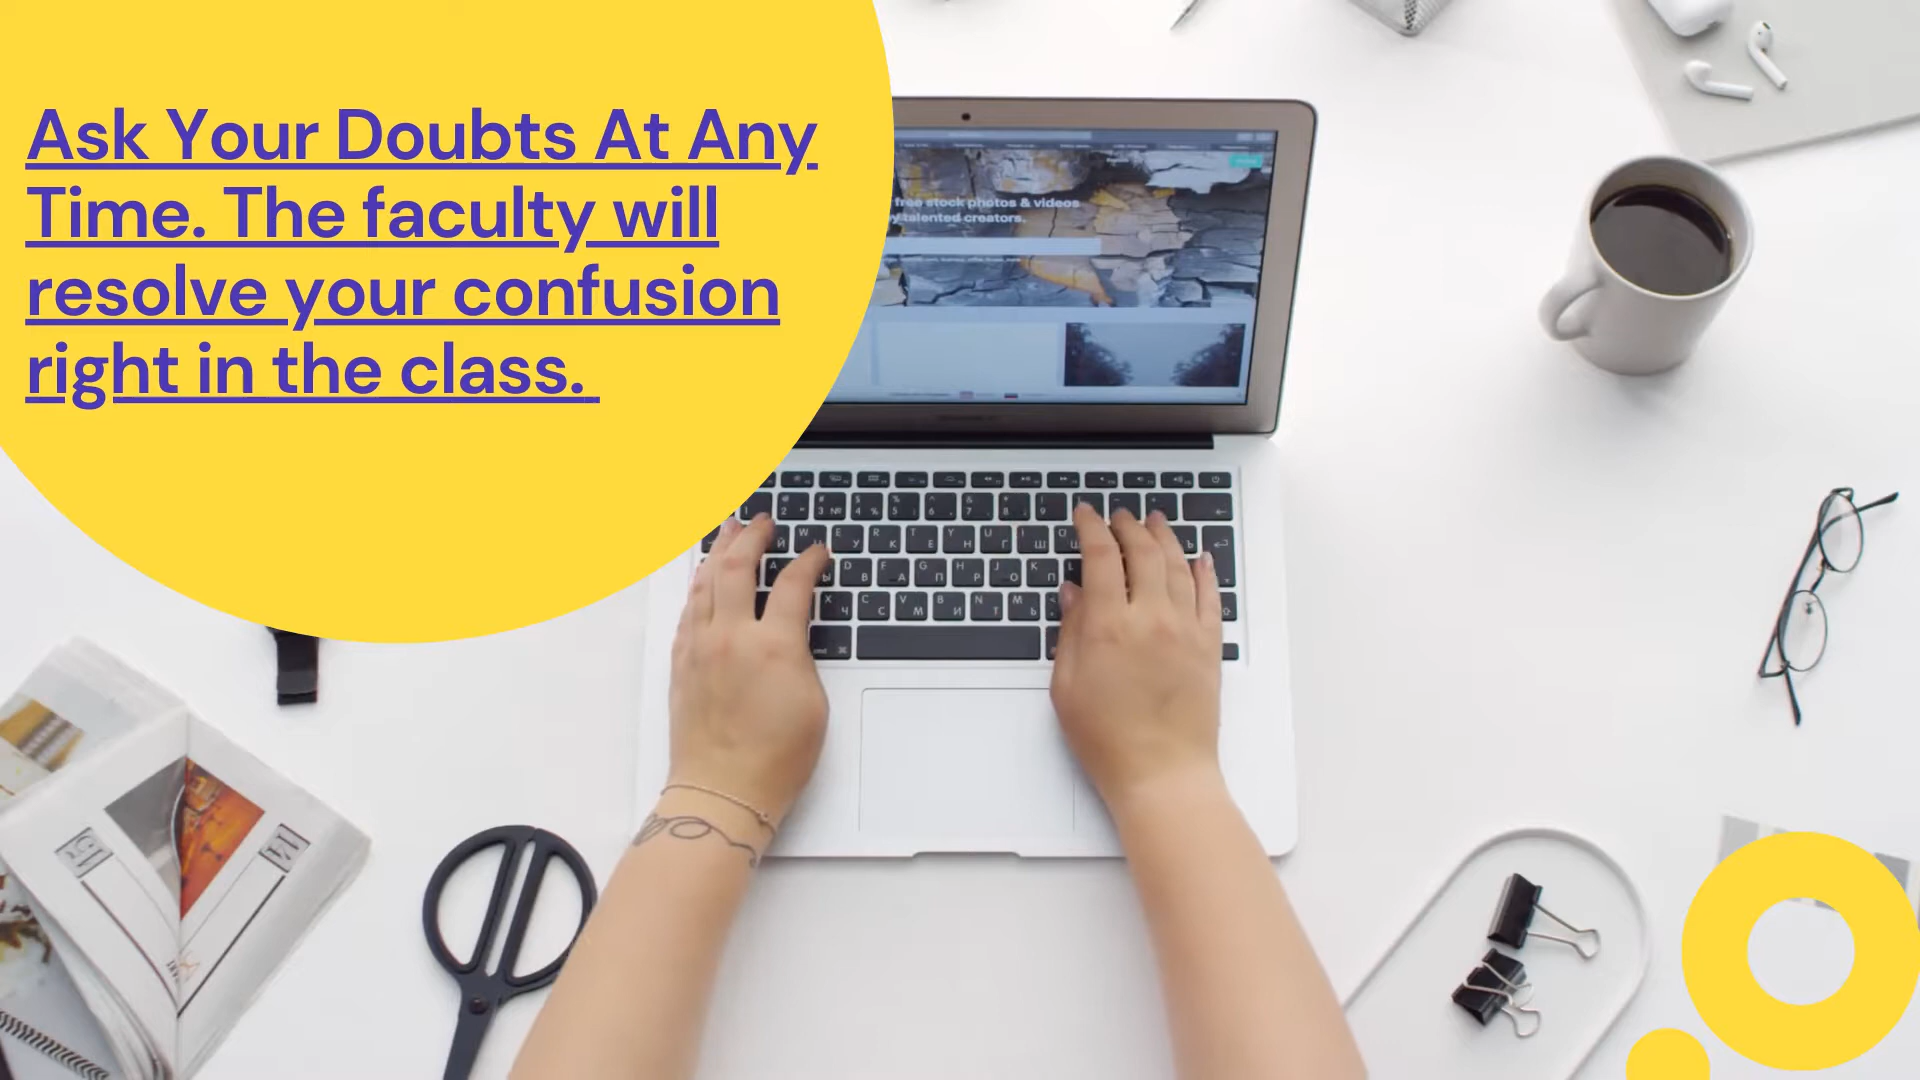 Ask Your Doubts At Any
Time. The faculty will
resolve your confusion
right in the class.
free stock photos & videos
talented creators.